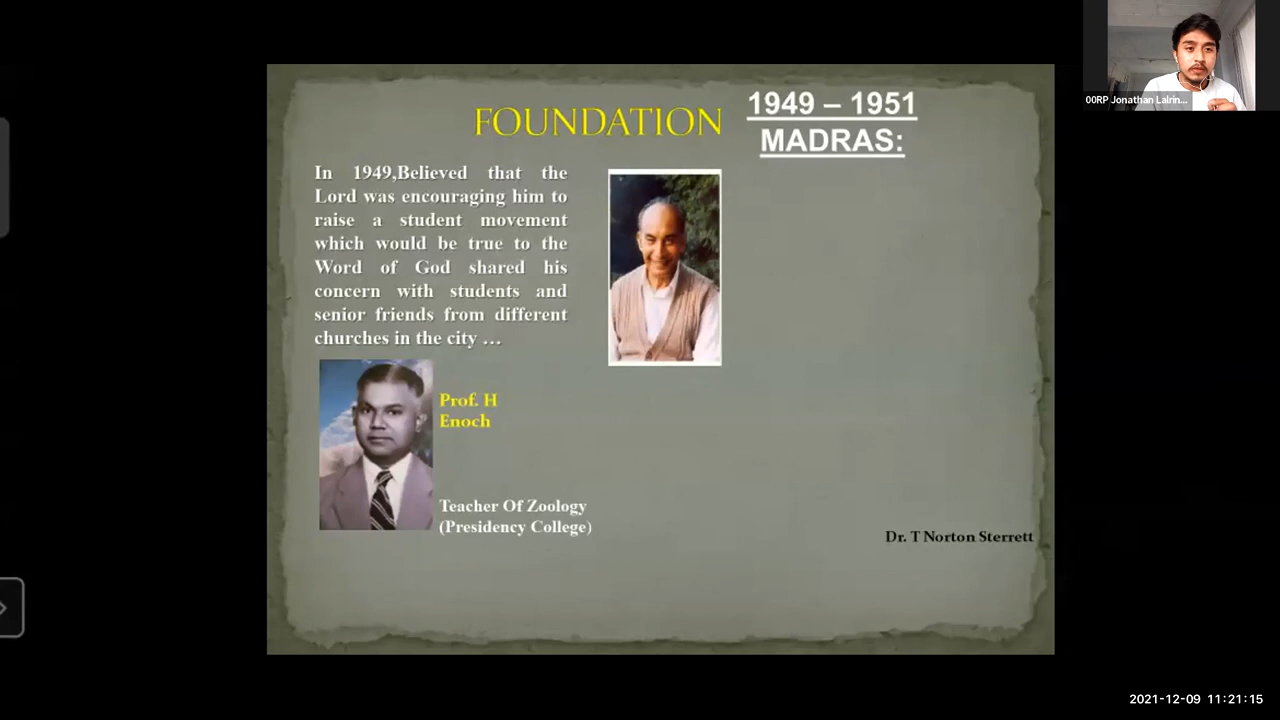 00RP Jonathan Lalrin...
FOUNDATION
1949 – 1951
MADRAS:
In 1949,Believed that the
Lord was encouraging him to
raise a student movement
which would be true to the
Word of God shared his
concern with students and
senior friends from different
churches in the city …
Prof. H
Enoch
Teacher Of Zoology
(Presidency College)
Dr. T Norton Sterrett
2021-12-09 11:21:15